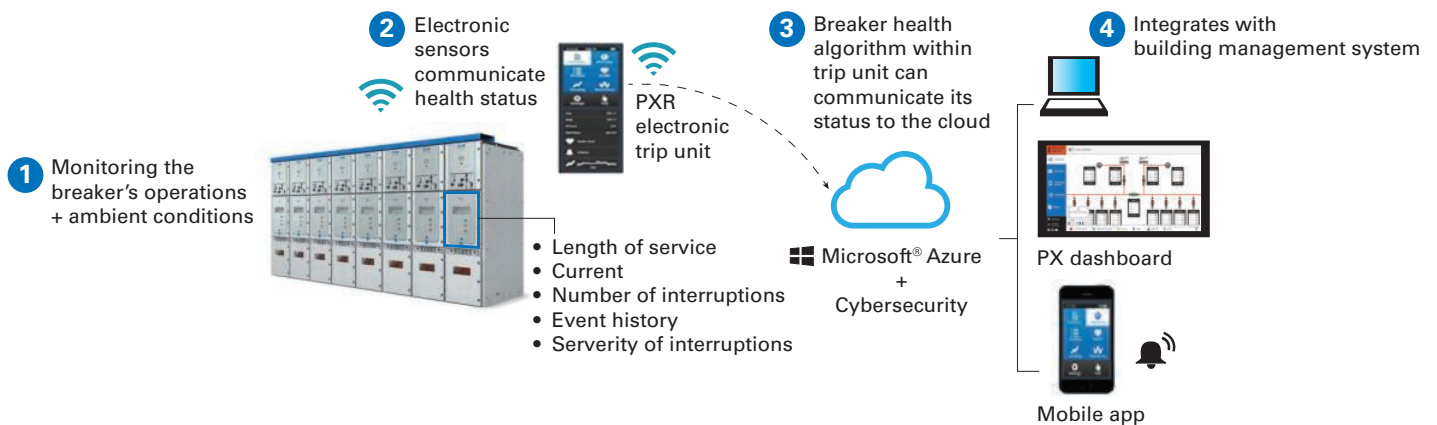 1
Monitoring the
breaker's operations
+ ambient conditions
2
Electronic
sensors
communicate
health status
PXR
electronic
trip unit
• Length of service
• Current
• Number of interruptions
• Event history
• Serverity of interruptions
3
Breaker health
algorithm within
trip unit can
communicate its
status to the cloud
Microsoft® Azure
+
Cybersecurity
4
Integrates with
building management system
PX dashboard
Mobile app